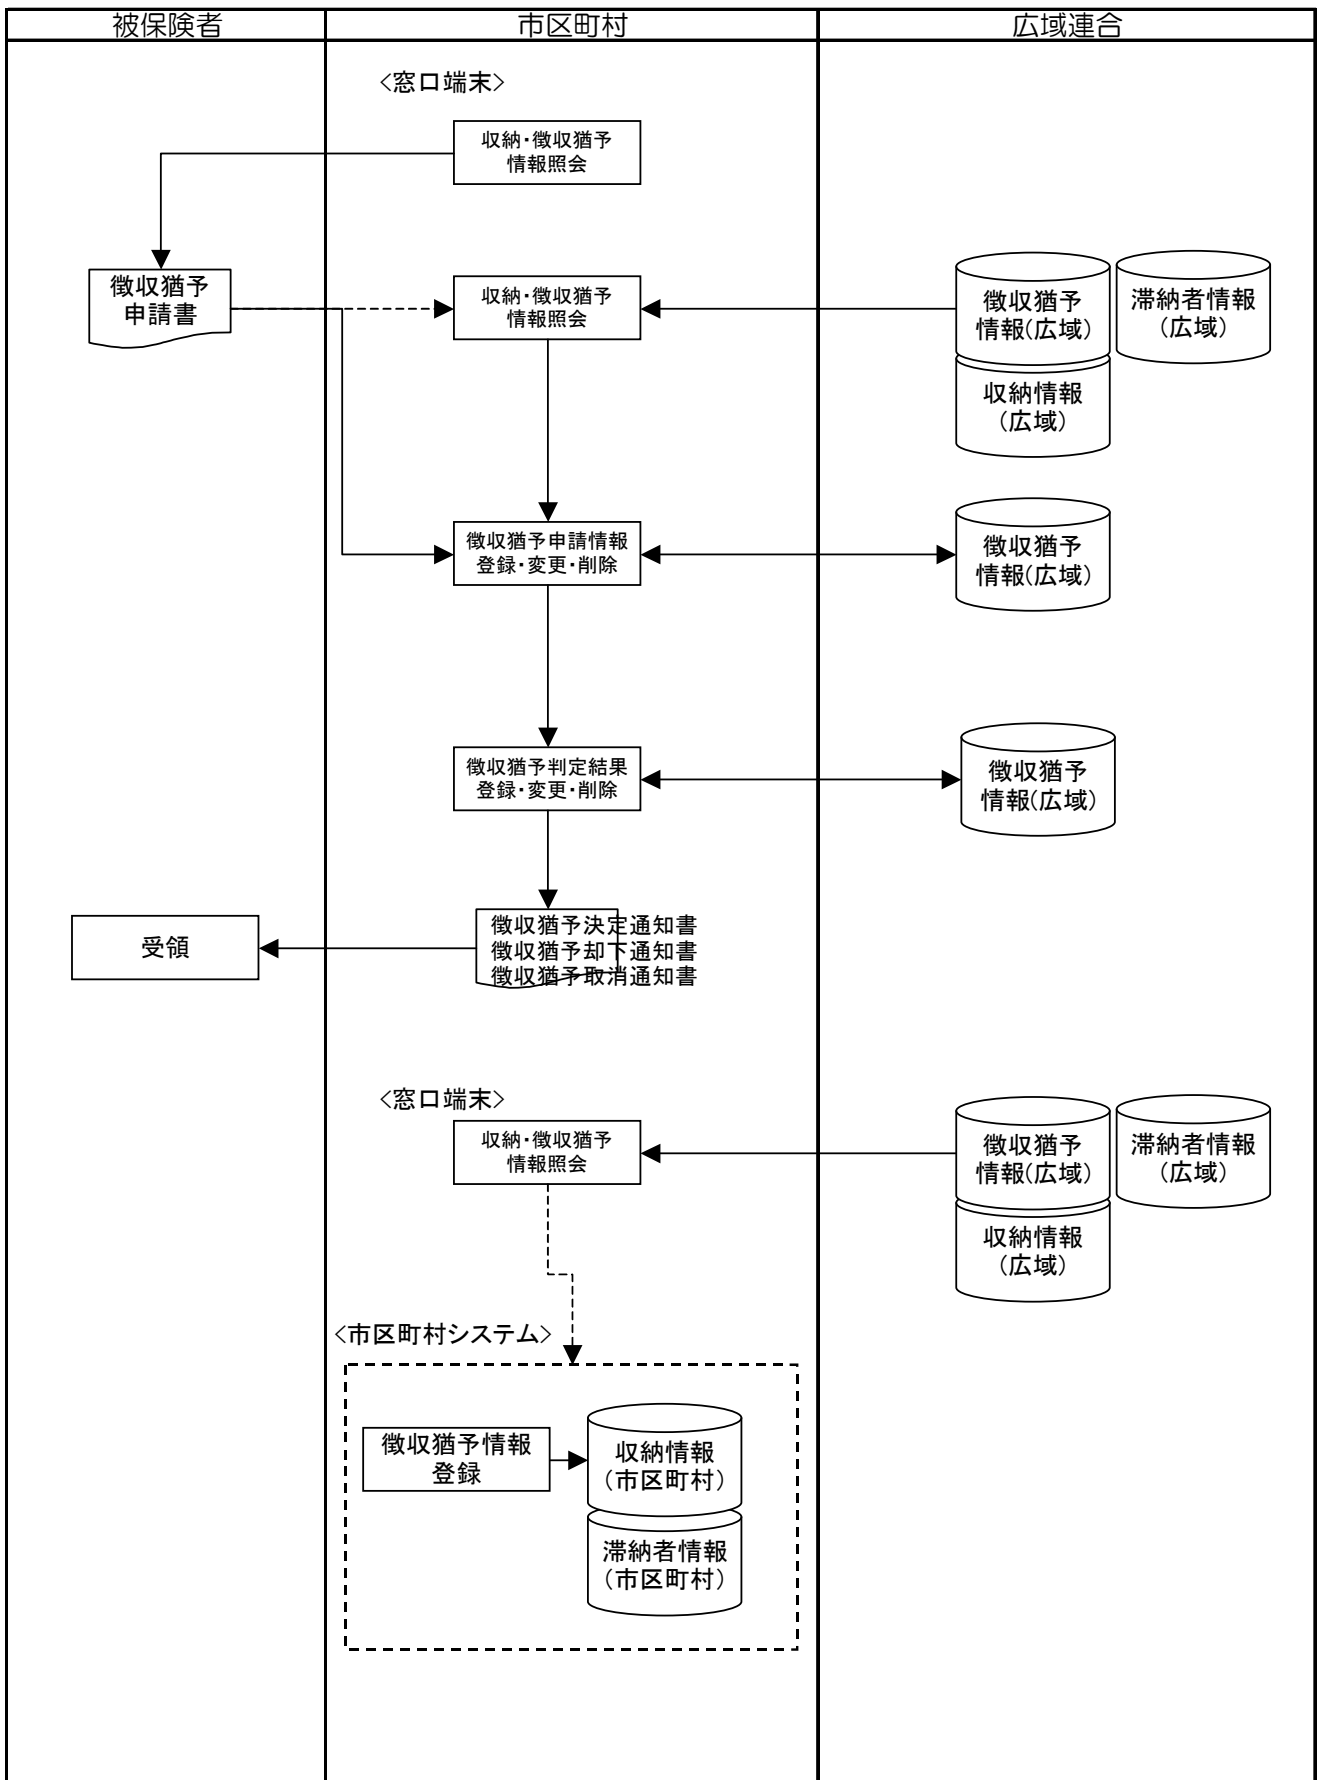 被保険者
市区町村
広域連合
<窓口端末>
収納・徴収猶予
情報照会
徴収猶予
申請書
収納・徴収猶予
情報照会
徴収猶予
情報(広域)
滞納者情報
(広域)
収納情報
(広域)
徴収猶予申請情報
登録・変更・削除
徴収猶予
情報(広域)
徴収猶予判定結果
登録・変更・削除
徴収猶予
情報(広域)
受領
徴収猶予決定通知書
徴収猶予却下通知書
徴収猶予取消通知書
<窓口端末>
収納・徴収猶予
情報照会
徴収猶予
情報(広域)
滞納者情報
(広域)
収納情報
(広域)
<市区町村システム>
徴収猶予情報
登録
収納情報
(市区町村)
滞納者情報
(市区町村)